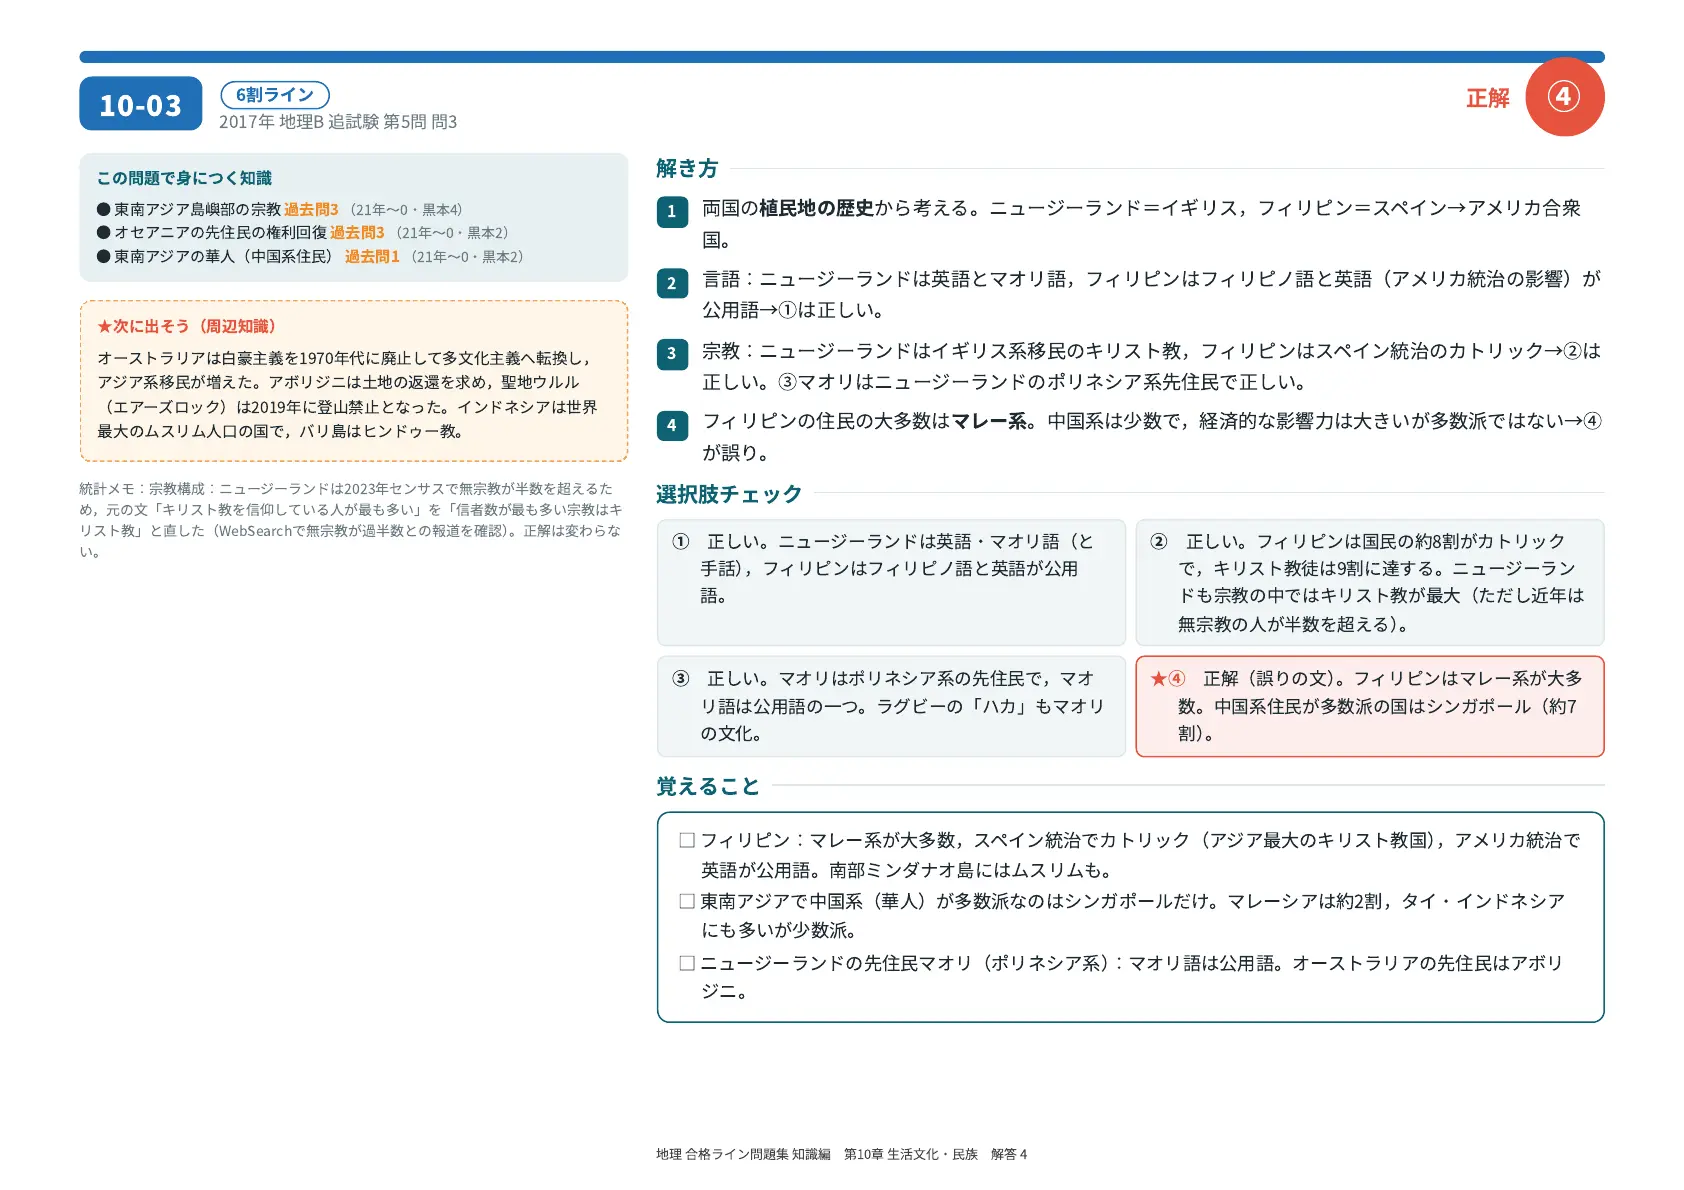 10-03
6割ライン
2017年 地理B 追試験 第5問 問3
正解 ④
この問題で身につく知識
●東南アジア島嶼部の宗教 過去問3 （21年〜0・黒本4）
●オセアニアの先住民の権利回復 過去問3 （21年〜0・黒本2）
●東南アジアの華人（中国系住民） 過去問1 （21年〜0・黒本2）
★次に出そう（周辺知識）
オーストラリアは白豪主義を1970年代に廃止して多文化主義へ転換し，
アジア系移民が増えた。アボリジニは土地の返還を求め，聖地ウルル
（エアーズロック）は2019年に登山禁止となった。インドネシアは世界
最大のムスリム人口の国で，バリ島はヒンドゥー教。
統計メモ：宗教構成：ニュージーランドは2023年センサスで無宗教が半数を超えるた
め，元の文「キリスト教を信仰している人が最も多い」を「信者数が最も多い宗教はキ
リスト教」と直した（WebSearchで無宗教が過半数との報道を確認）。正解は変わらな
い。
解き方
1 両国の植民地の歴史から考える。ニュージーランド＝イギリス，フィリピン＝スペイン→アメリカ合衆
国。
2 言語：ニュージーランドは英語とマオリ語，フィリピンはフィリピノ語と英語（アメリカ統治の影響）が
公用語→①は正しい。
3 宗教：ニュージーランドはイギリス系移民のキリスト教，フィリピンはスペイン統治のカトリック→②は
正しい。③マオリはニュージーランドのポリネシア系先住民で正しい。
4 フィリピンの住民の大多数はマレー系。中国系は少数で，経済的な影響力は大きいが多数派ではない→④
が誤り。
選択肢チェック
① 正しい。ニュージーランドは英語・マオリ語（と
手話），フィリピンはフィリピノ語と英語が公用
語。
② 正しい。フィリピンは国民の約8割がカトリック
で，キリスト教徒は9割に達する。ニュージーラン
ドも宗教の中ではキリスト教が最大（ただし近年は
無宗教の人が半数を超える）。
③ 正しい。マオリはポリネシア系の先住民で，マオ
リ語は公用語の一つ。ラグビーの「ハカ」もマオリ
の文化。
★④ 正解（誤りの文）。フィリピンはマレー系が大多
数。中国系住民が多数派の国はシンガポール（約7
割）。
覚えること
□ フィリピン：マレー系が大多数，スペイン統治でカトリック（アジア最大のキリスト教国），アメリカ統治で
英語が公用語。南部ミンダナオ島にはムスリムも。
□ 東南アジアで中国系（華人）が多数派なのはシンガポールだけ。マレーシアは約2割，タイ・インドネシア
にも多いが少数派。
□ ニュージーランドの先住民マオリ（ポリネシア系）：マオリ語は公用語。オーストラリアの先住民はアボリ
ジニ。
地理 合格ライン問題集 知識編 第10章 生活文化・民族 解答 4